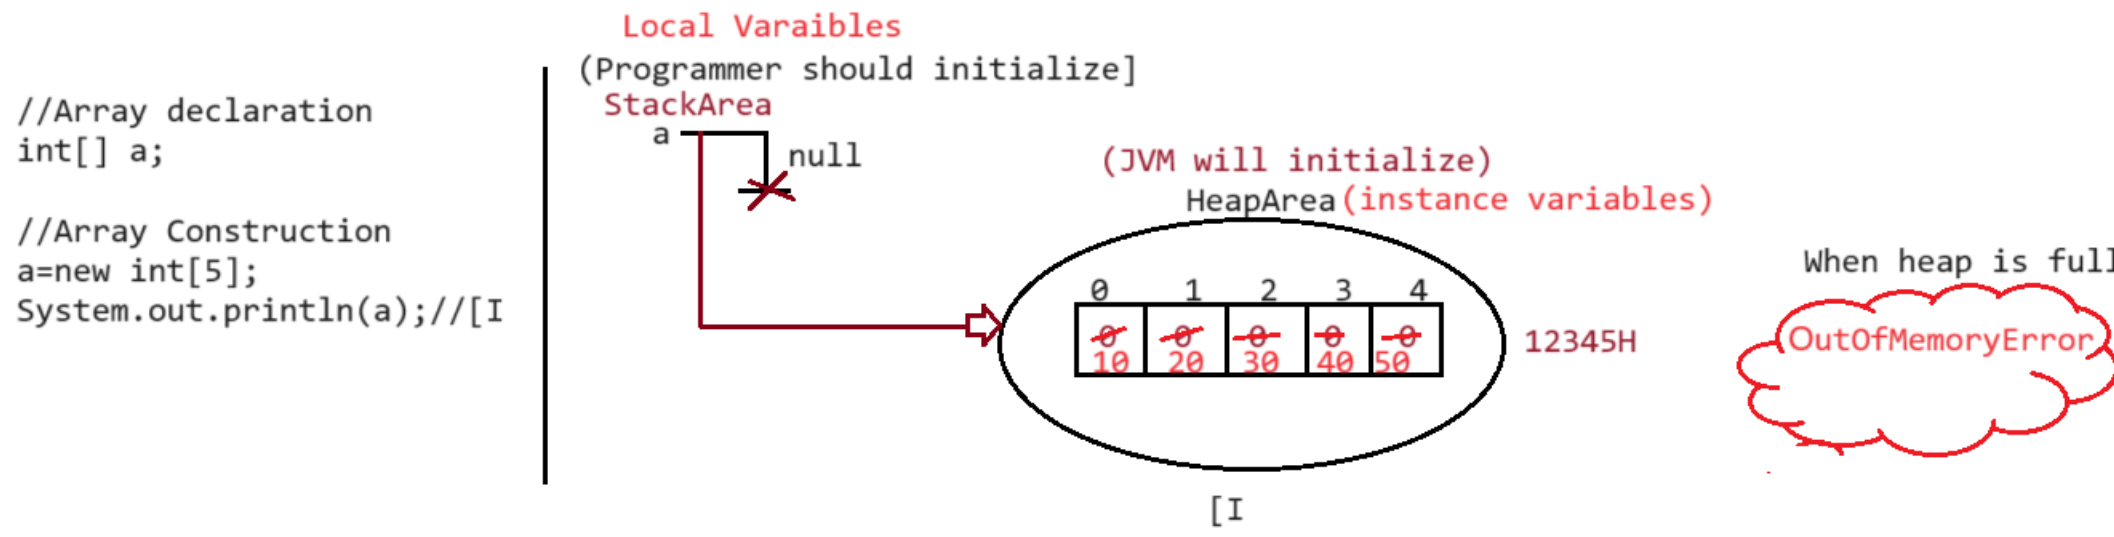 //Array declaration
int[] a;
//Array Construction
a=new int[5];
System.out.println(a);//[I
Local Varaibles
(Programmer should initialize]
StackArea
a
null
(JVM will initialize)
HeapArea(instance variables)
0 1 2 3 4
0 0 0 0 0
10 20 30 40 50
12345H
[I
When heap is full
OutOfMemoryError